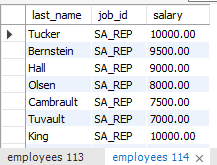 last_name job_id salary
Tucker SA_REP 10000.00
Bernstein SA_REP 9500.00
Hall SA_REP 9000.00
Olsen SA_REP 8000.00
Cambrault SA_REP 7500.00
Tuvault SA_REP 7000.00
King SA_REP 10000.00
employees 113 employees 114